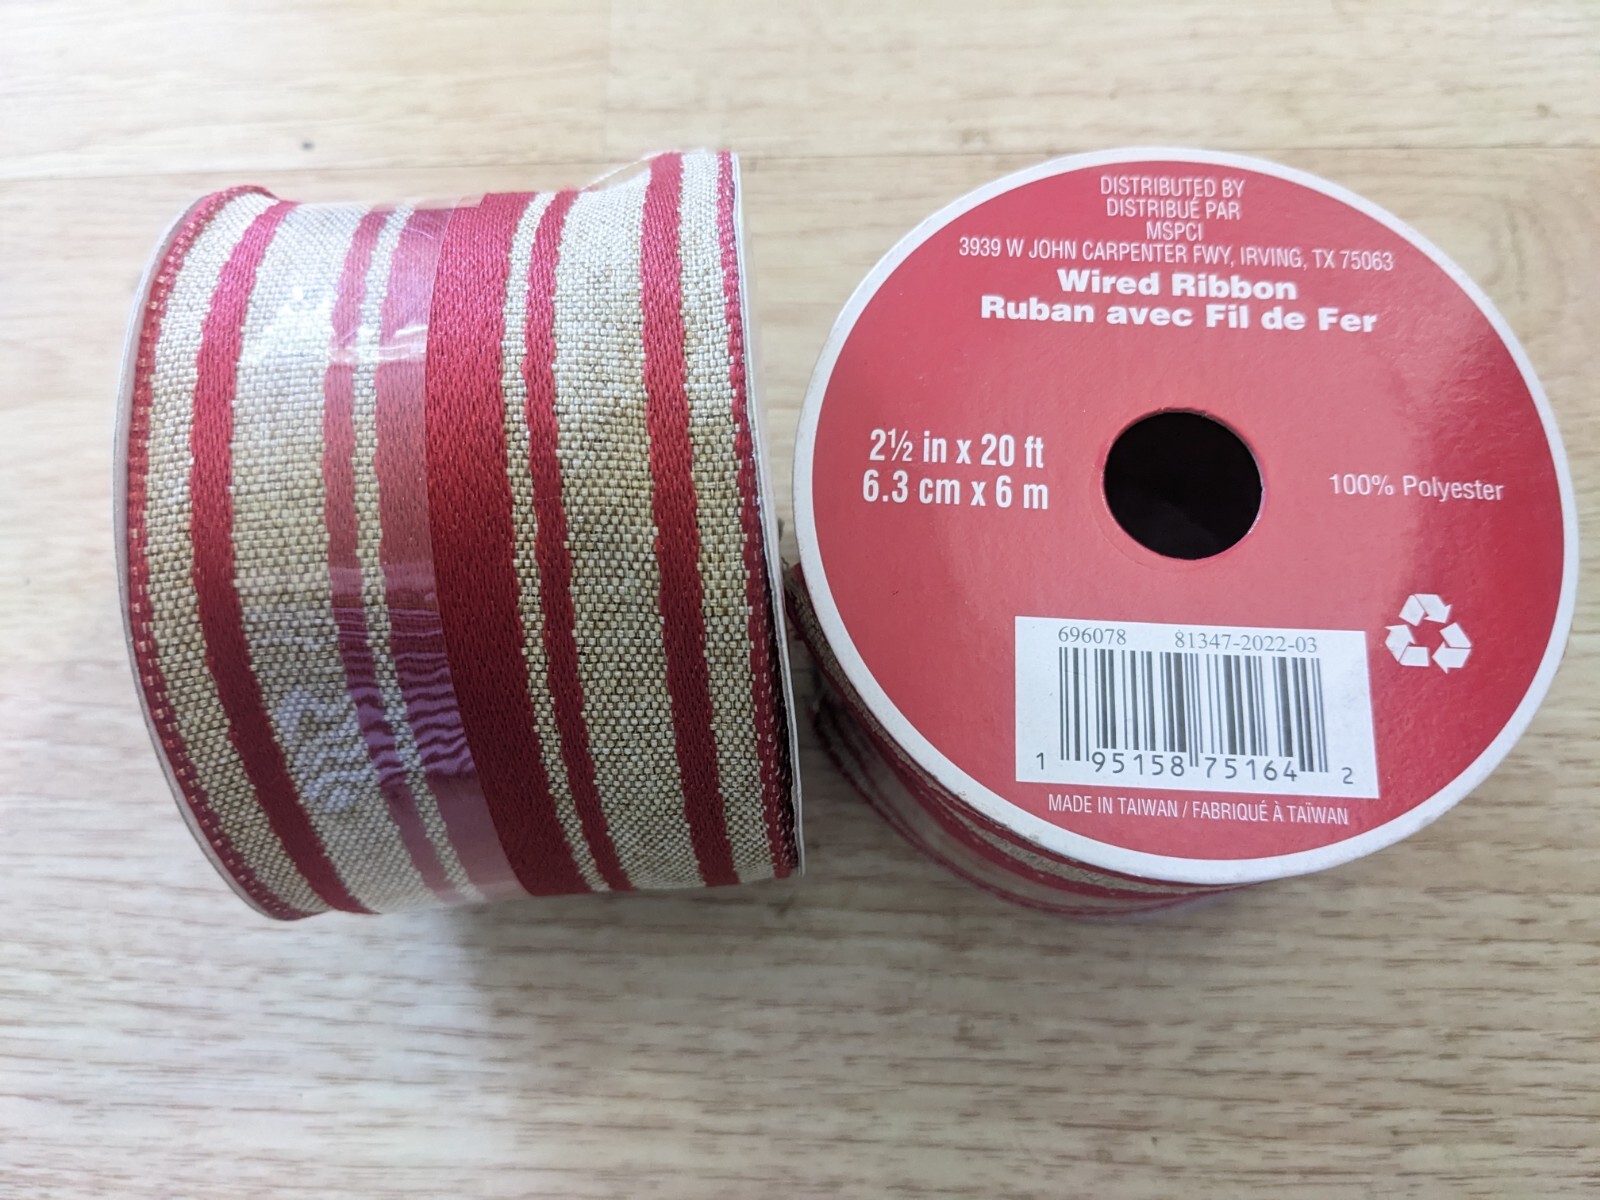 DISTRIBUTED BY
DISTRIBUÉ PAR
MSPCI
3939 W JOHN CARPENTER FWY, IRVING, TX 75063
Wired Ribbon
Ruban avec Fil de Fer
2½ in x 20 ft
6.3 cm x 6 m
100% Polyester
696078 81347-2022-03
1 95158 75164 2
MADE IN TAIWAN / FABRIQUÉ À TAÏWAN